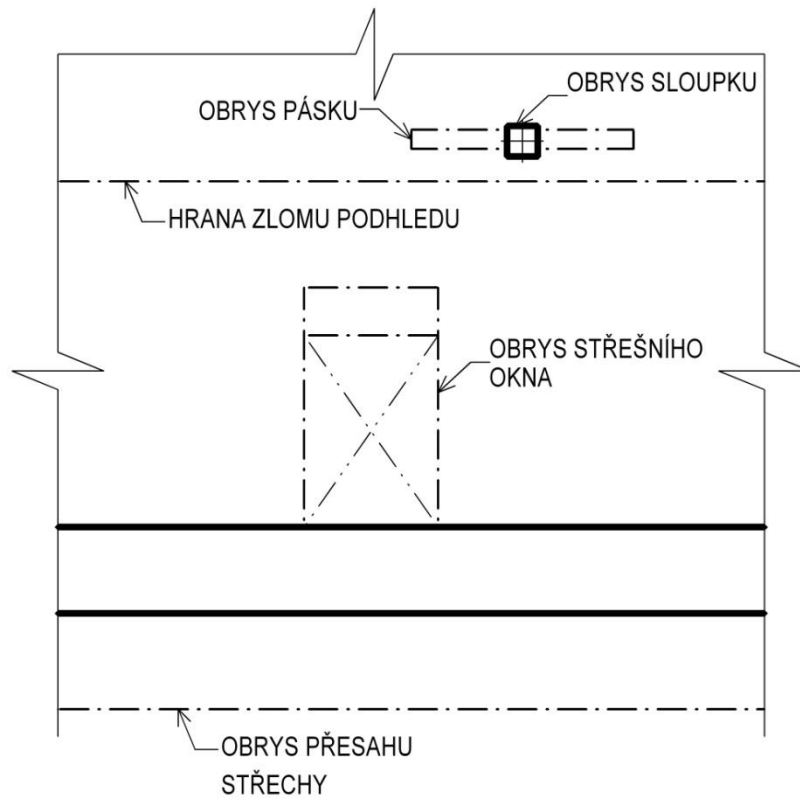 OBRYS SLOUPKU
OBRYS PÁSKU
HRANA ZLOMU PODHLEDU
OBRYS STŘEŠNÍHO
OKNA
OBRYS PŘESAHU
STŘECHY